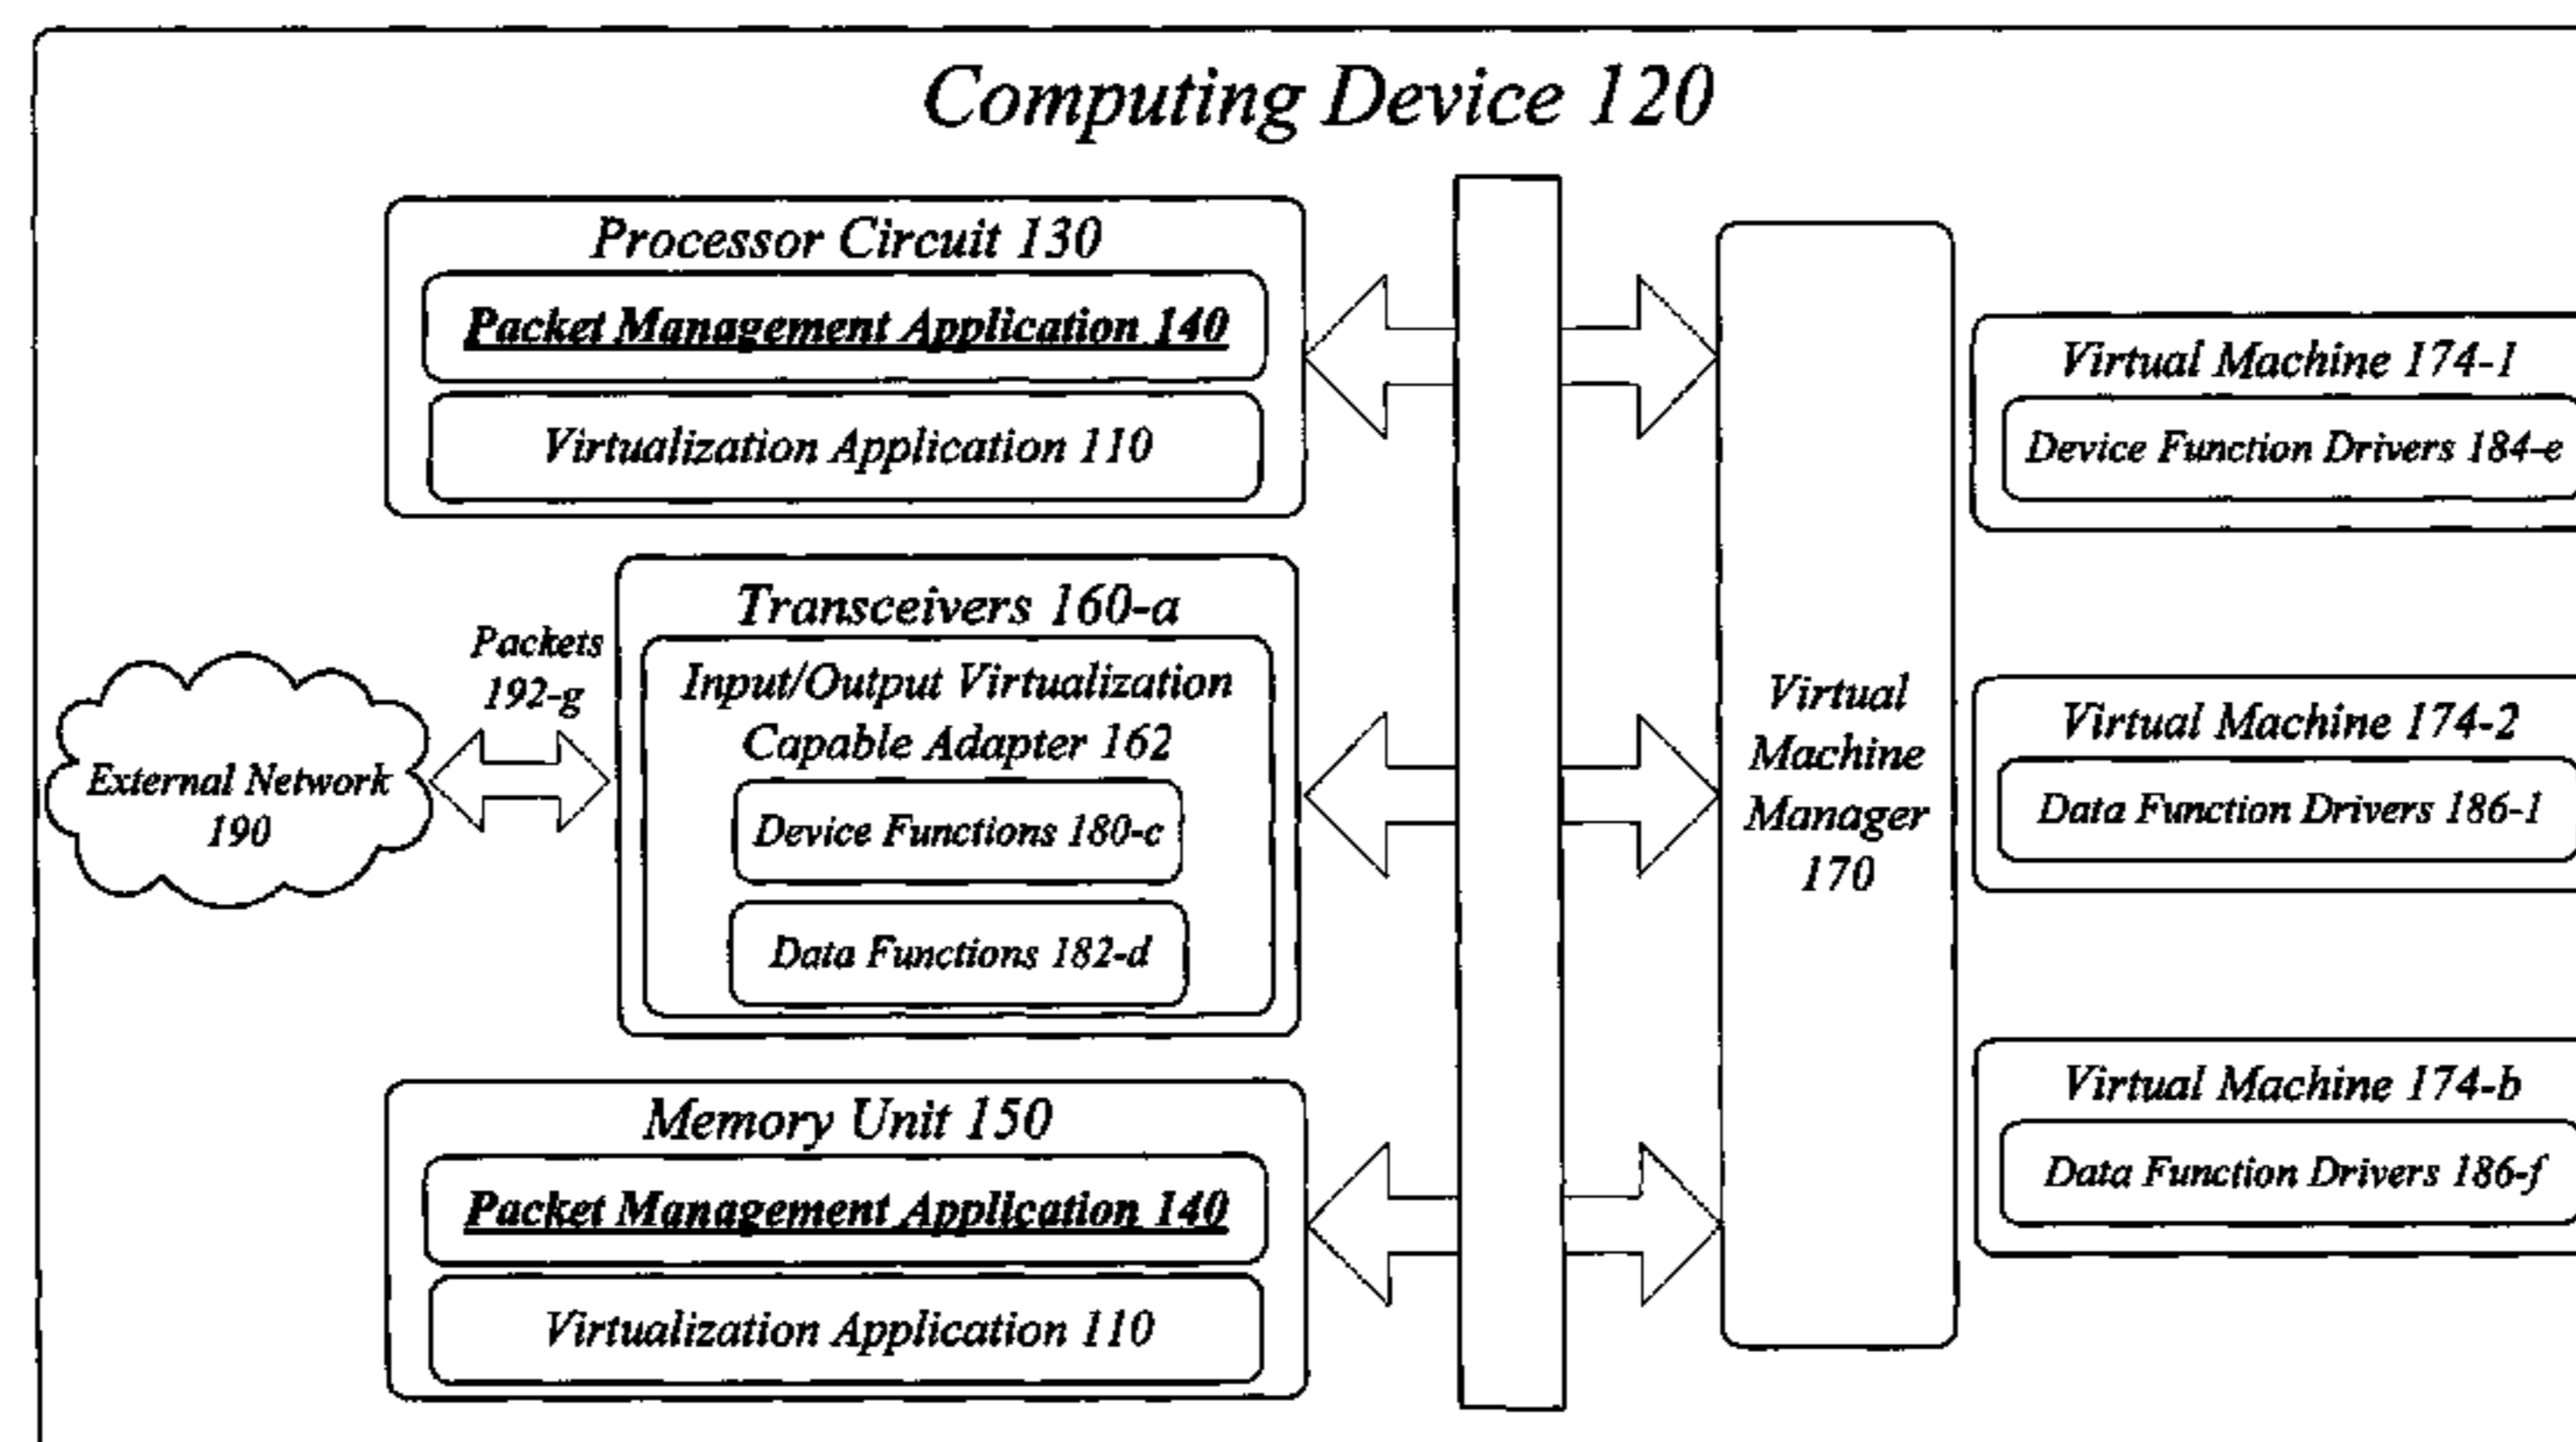 Computing Device 120
Processor Circuit 130
Packet Management Application 140
Virtualization Application 110
Transceivers 160-a
Input/Output Virtualization
Capable Adapter 162
Device Functions 180-c
Data Functions 182-d
Packets
192-g
External Network
190
Memory Unit 150
Packet Management Application 140
Virtualization Application 110
Virtual
Machine
Manager
170
Virtual Machine 174-1
Device Function Drivers 184-e
Virtual Machine 174-2
Data Function Drivers 186-1
Virtual Machine 174-b
Data Function Drivers 186-f